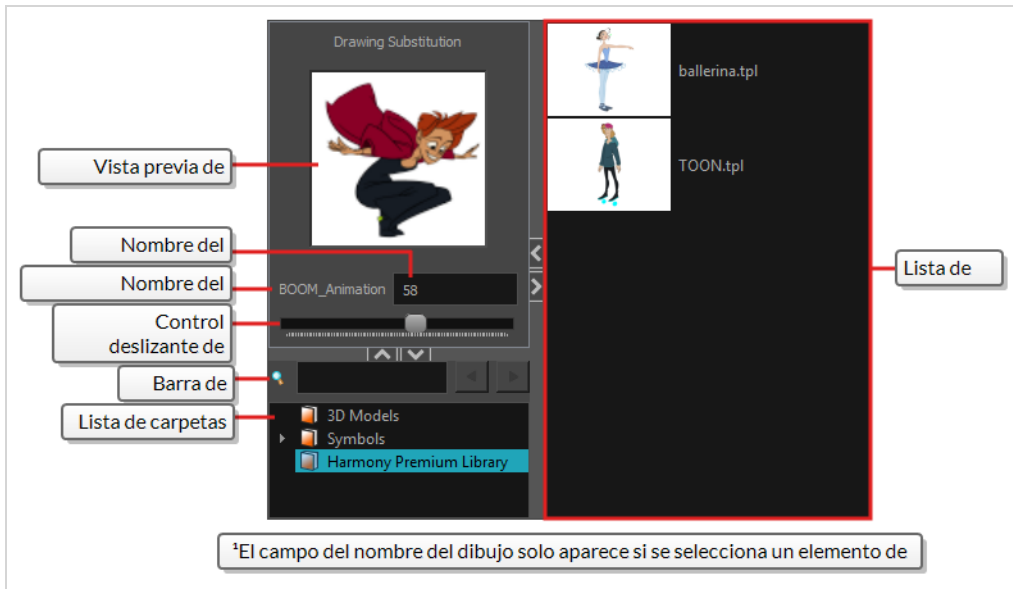 Drawing Substitution
ballerina.tpl
Vista previa de
TOON.tpl
Nombre del
Lista de
Nombre del
BOOM_Animation
58
Control
deslizante de
Barra de
Lista de carpetas
3D Models
Symbols
Harmony Premium Library
¹El campo del nombre del dibujo solo aparece si se selecciona un elemento de